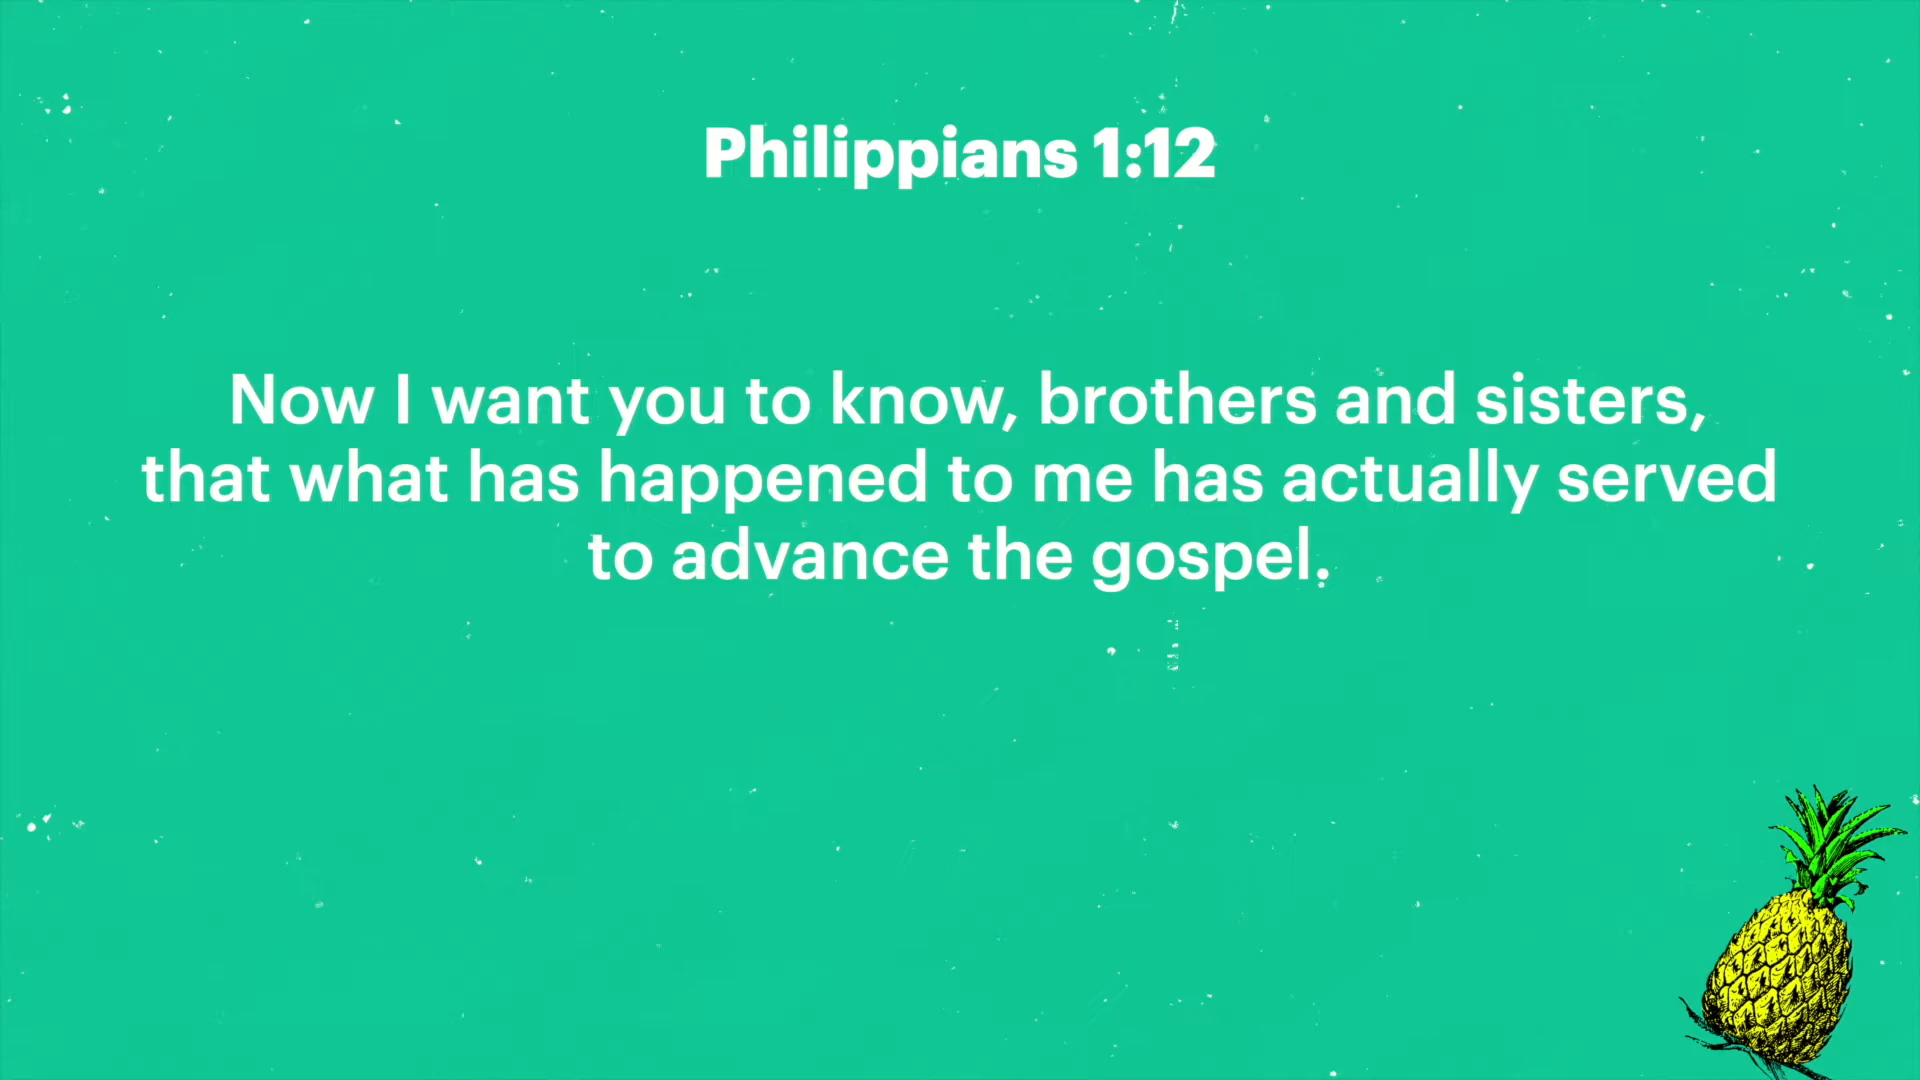 Philippians 1:12
Now I want you to know, brothers and sisters,
that what has happened to me has actually served
to advance the gospel.